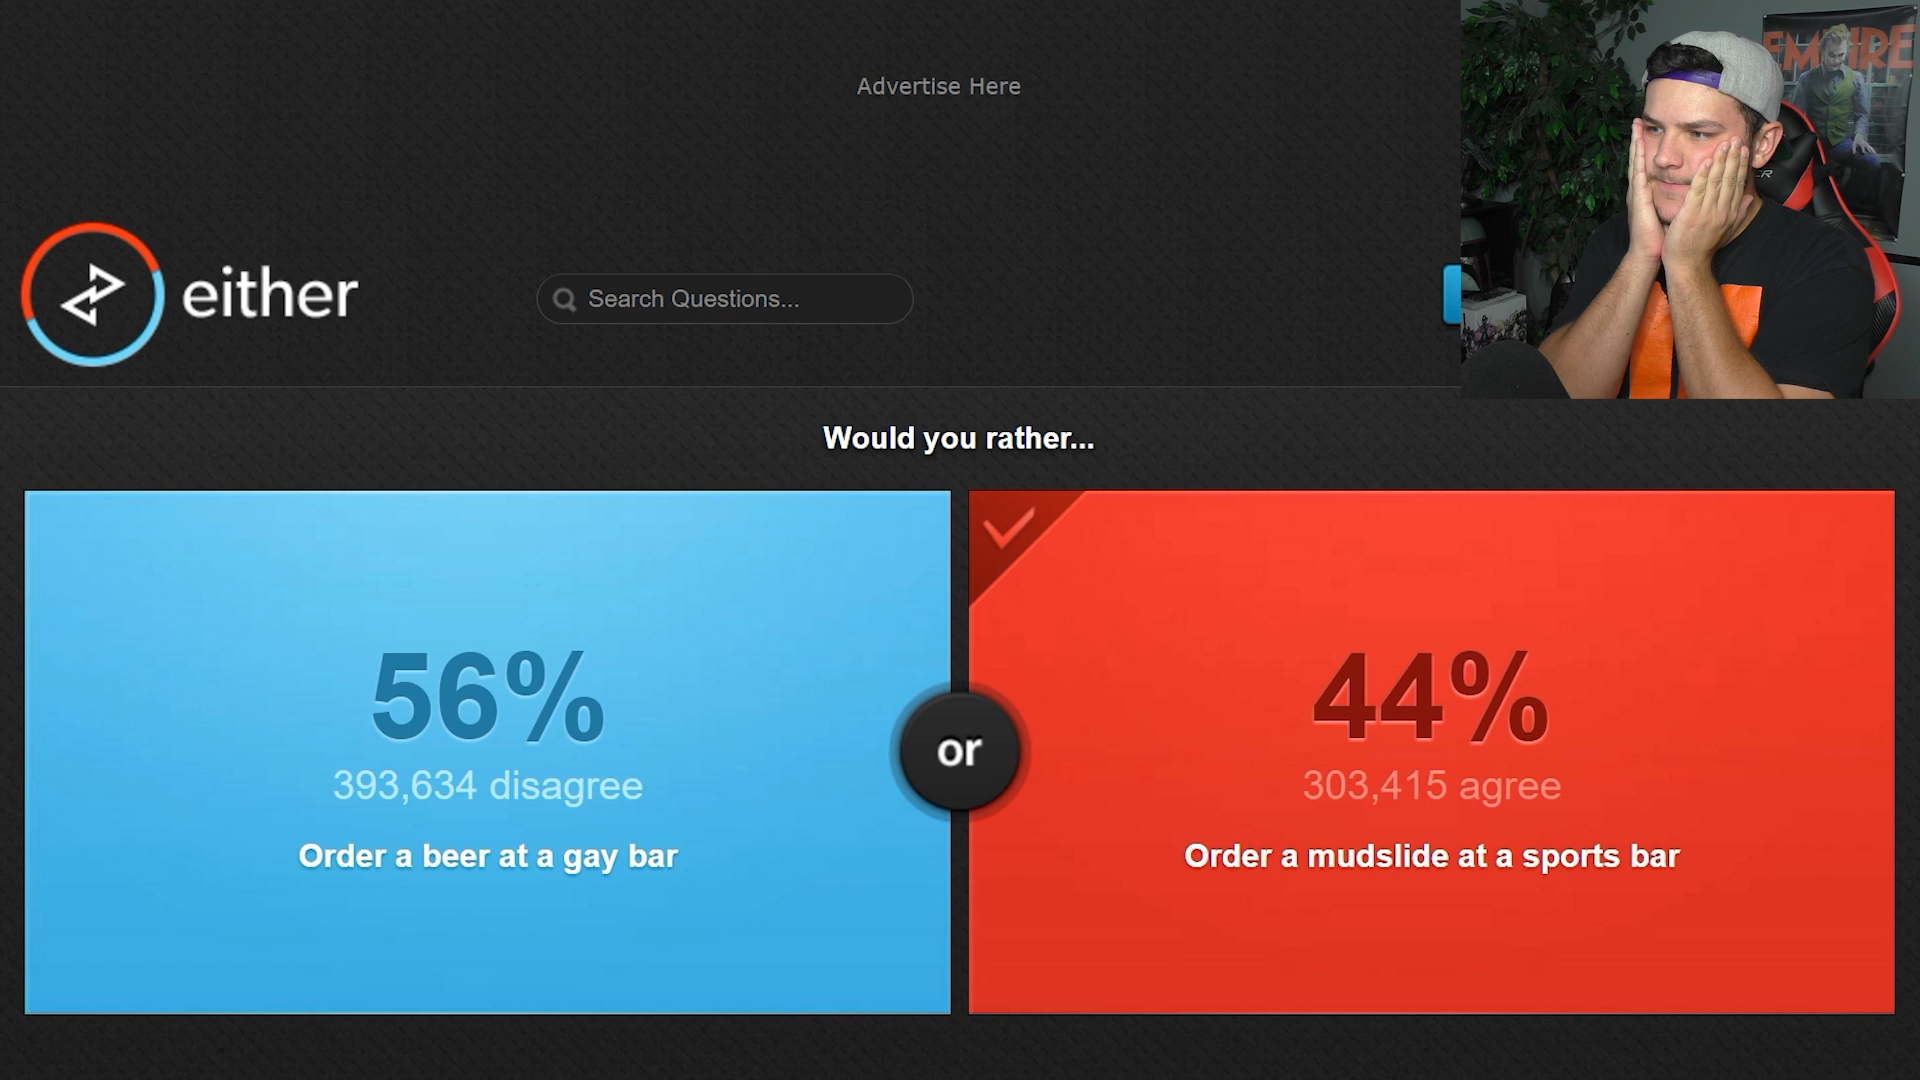 Advertise Here
EMPIRE
either
Search Questions...
Would you rather...
56%
393,634 disagree
Order a beer at a gay bar
or
44%
303,415 agree
Order a mudslide at a sports bar